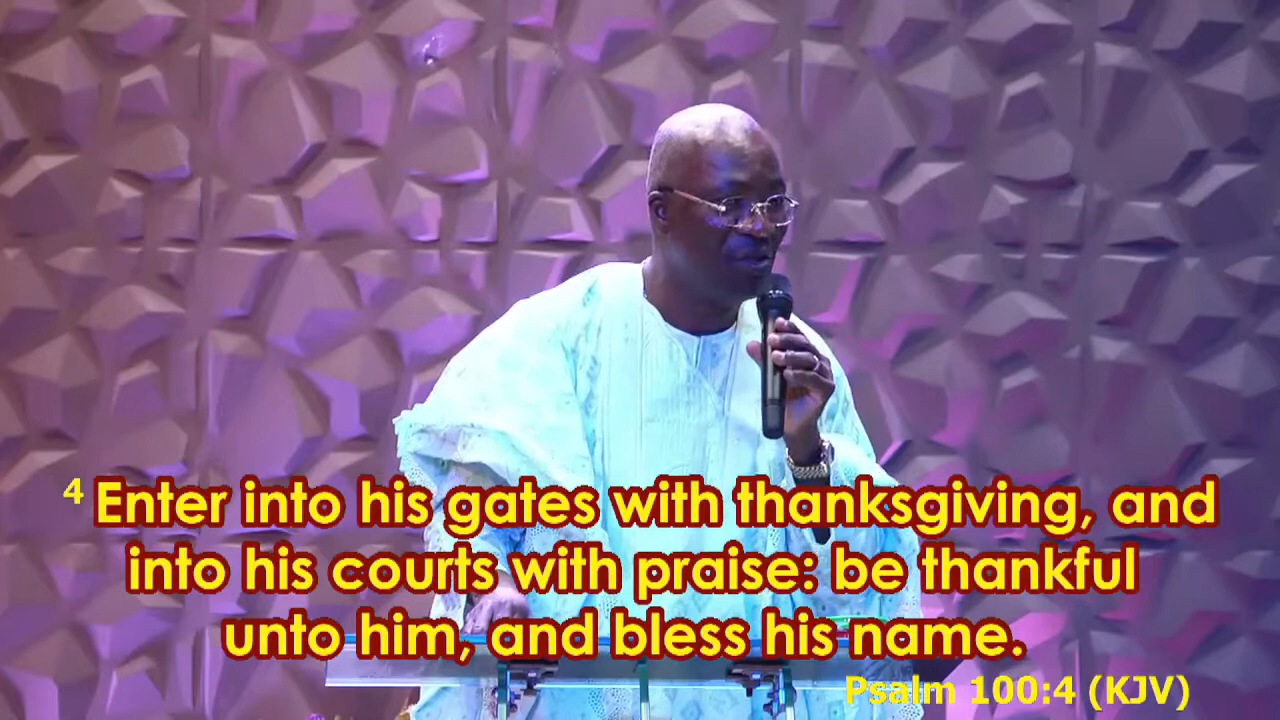 4 Enter into his gates with thanksgiving, and
into his courts with praise: be thankful
unto him, and bless his name.
Psalm 100:4 (KJV)